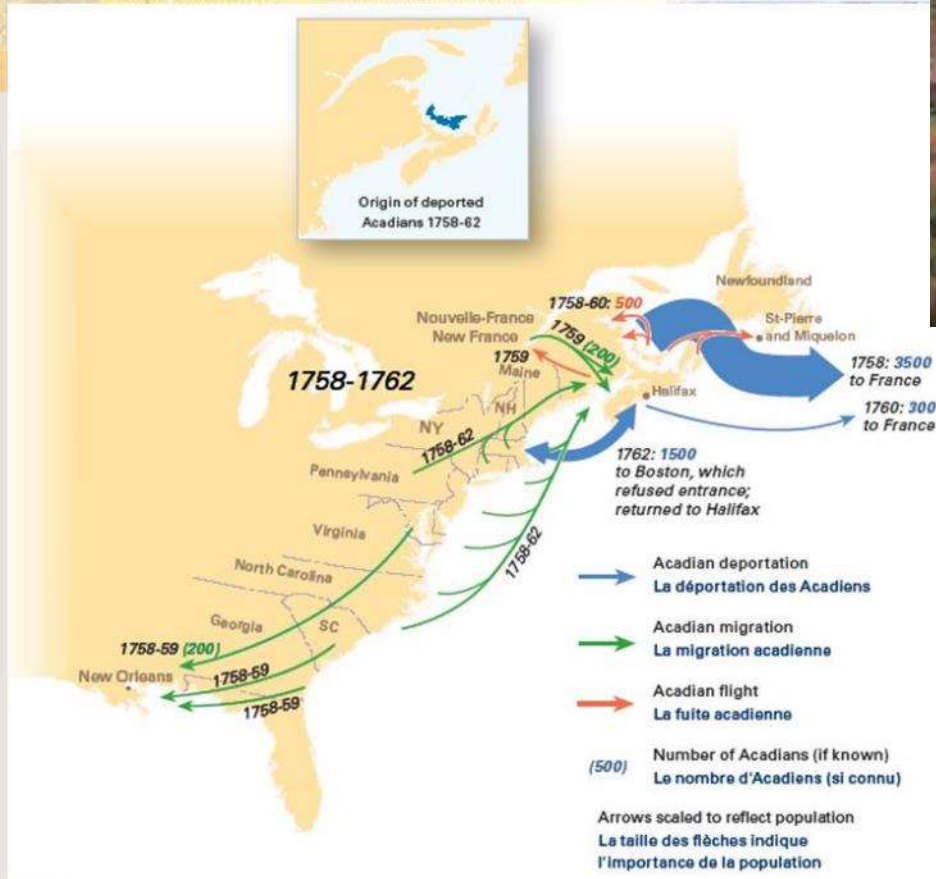 Origin of deported
Acadians 1758-62
Newfoundland
1758-60: 500
Nouvelle-France
New France
St-Pierre
and Miquelon
1759 (200)
1759
Maine
1758-1762
1758: 3500
to France
Halifax
NH
NY
1760: 300
to France
1758-62
1762: 1500
to Boston, which
refused entrance;
returned to Halifax
Pennsylvania
Virginia
1758-62
North Carolina
Georgia
SC
1758-59 (200)
New Orleans
1758-59
1758-59
Acadian deportation
La déportation des Acadiens
Acadian migration
La migration acadienne
Acadian flight
La fuite acadienne
(500)
Number of Acadians (if known)
Le nombre d'Acadiens (si connu)
Arrows scaled to reflect population
La taille des flèches indique
l'importance de la population